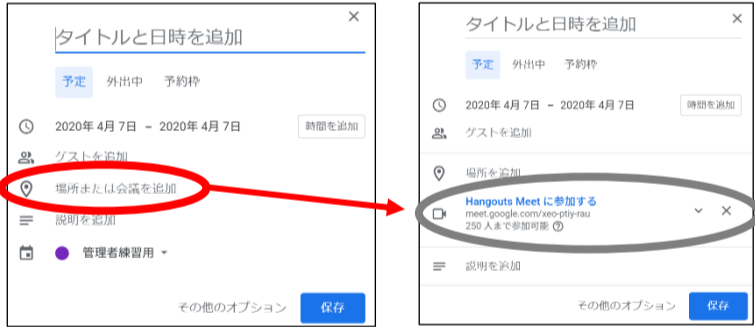 タイトルと日時を追加
予定 外出中 予約枠
2020年 4月 7日 – 2020年 4月 7日 時間を追加
ゲストを追加
場所または会議を追加
説明を追加
管理者練習用
その他のオプション 保存
タイトルと日時を追加
予定 外出中 予約枠
2020年 4月 7日 – 2020年 4月 7日 時間を追加
ゲストを追加
場所を追加
Hangouts Meet に参加する
meet.google.com/xeo-ptiy-rau
250 人まで参加可能
説明を追加
その他のオプション 保存